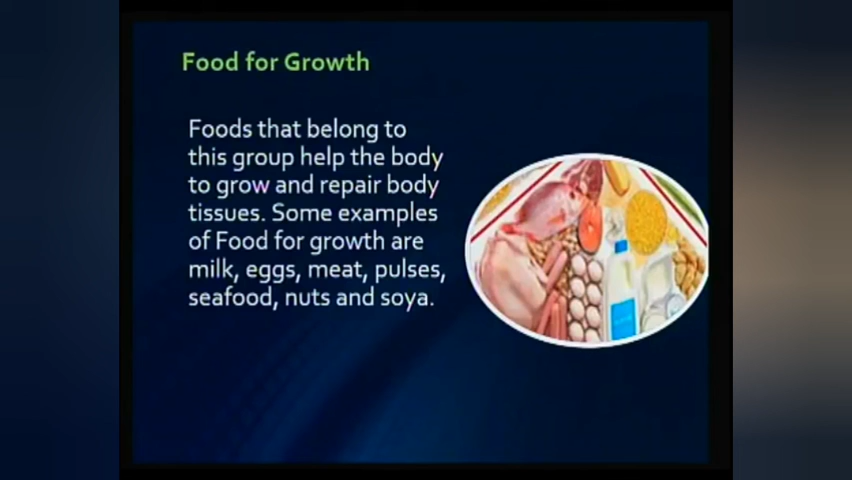 Food for Growth
Foods that belong to
this group help the body
to grow and repair body
tissues. Some examples
of Food for growth are
milk, eggs, meat, pulses,
seafood, nuts and soya.